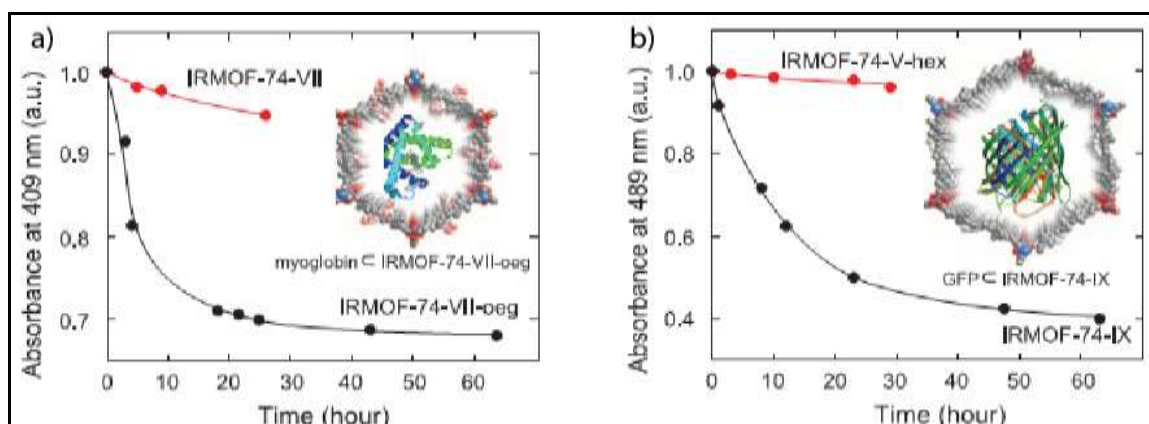 a)
Absorbance at 409 nm (a.u.)
1.0
0.9
0.8
0.7
IRMOF-74-VII
myoglobin ⊂ IRMOF-74-VII-oeg
IRMOF-74-VII-oeg
0 10 20 30 40 50 60
Time (hour)
b)
Absorbance at 489 nm (a.u.)
1.0
0.8
0.6
0.4
IRMOF-74-V-hex
GFP ⊂ IRMOF-74-IX
IRMOF-74-IX
0 10 20 30 40 50 60
Time (hour)